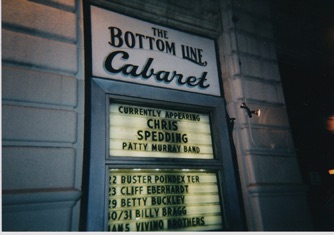 THE
BOTTOM LINE
Cabaret
CURRENTLY APPEARING
CHRIS
SPEDDING
PATTY MURRAY BAND
22 BUSTER POINDEXTER
23 CLIFF EBERHARDT
29 BETTY BUCKLEY
30/31 BILLY BRAGG
VIVINO BROTHERS